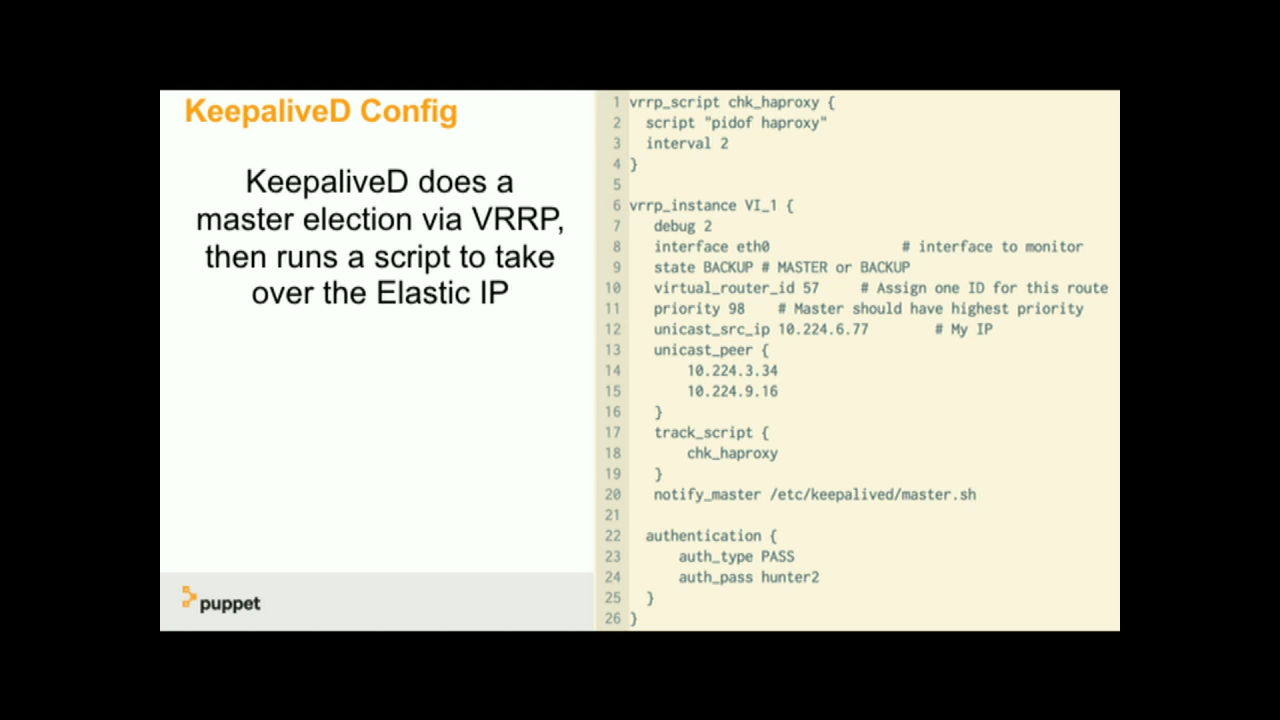 KeepaliveD Config
KeepaliveD does a
master election via VRRP,
then runs a script to take
over the Elastic IP
puppet
1 vrrp_script chk_haproxy {
2   script "pidof haproxy"
3   interval 2
4 }
5
6 vrrp_instance VI_1 {
7    debug 2
8    interface eth0                # interface to monitor
9    state BACKUP # MASTER or BACKUP
10    virtual_router_id 57     # Assign one ID for this route
11    priority 98    # Master should have highest priority
12    unicast_src_ip 10.224.6.77        # My IP
13    unicast_peer {
14        10.224.3.34
15        10.224.9.16
16    }
17    track_script {
18        chk_haproxy
19    }
20    notify_master /etc/keepalived/master.sh
21
22   authentication {
23       auth_type PASS
24       auth_pass hunter2
25   }
26 }